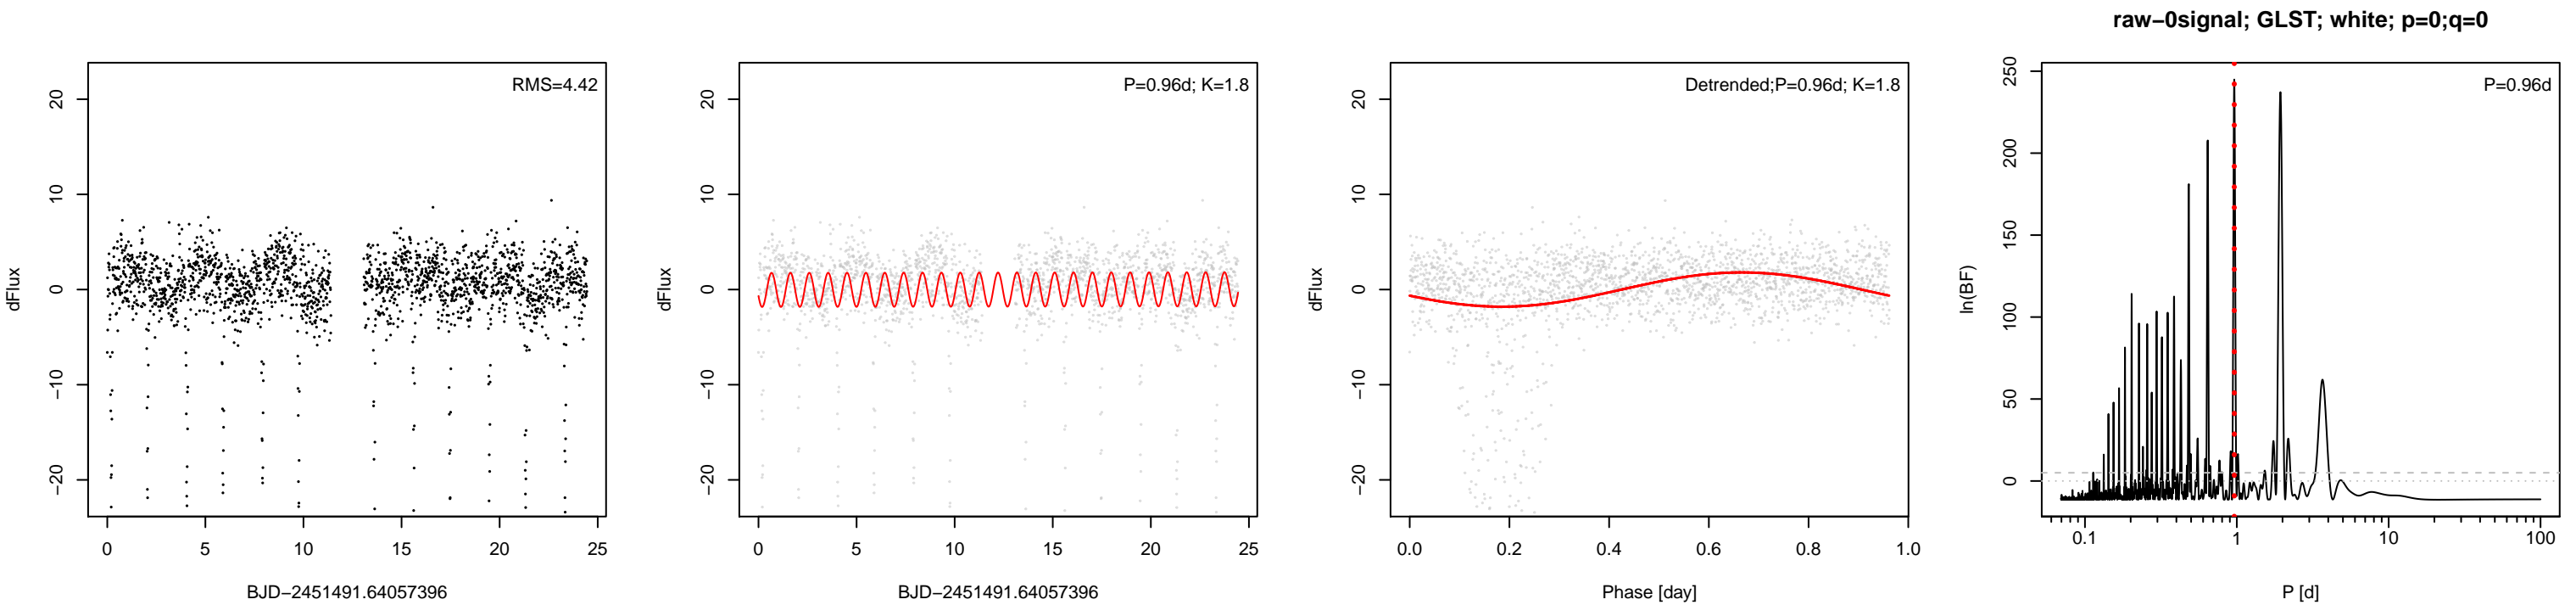 raw−0signal; GLST; white; p=0;q=0
RMS=4.42
dFlux
20
10
0
−10
−20
0 5 10 15 20 25
BJD−2451491.64057396
P=0.96d; K=1.8
dFlux
20
10
0
−10
−20
0 5 10 15 20 25
BJD−2451491.64057396
Detrended;P=0.96d; K=1.8
dFlux
20
10
0
−10
−20
0.0 0.2 0.4 0.6 0.8 1.0
Phase [day]
P=0.96d
ln(BF)
250
200
150
100
50
0
0.1 1 10 100
P [d]